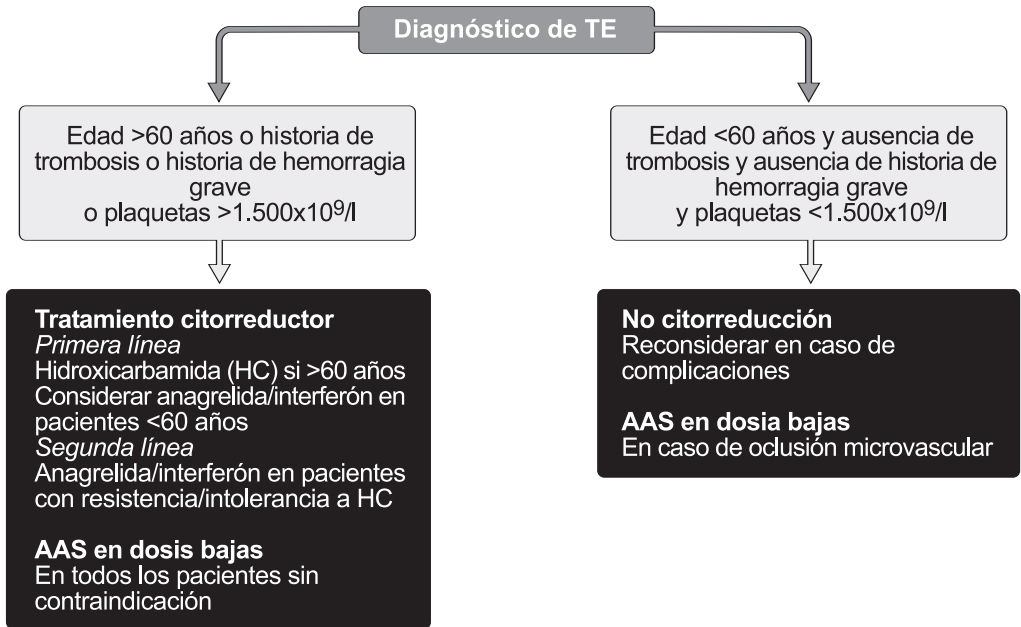 Diagnóstico de TE
Edad >60 años o historia de
trombosis o historia de hemorragia
grave
o plaquetas >1.500x10⁹/l
Edad <60 años y ausencia de
trombosis y ausencia de historia de
hemorragia grave
y plaquetas <1.500x10⁹/l
Tratamiento citorreductor
Primera línea
Hidroxicarbamida (HC) si >60 años
Considerar anagrelida/interferón en
pacientes <60 años
Segunda línea
Anagrelida/interferón en pacientes
con resistencia/intolerancia a HC
AAS en dosis bajas
En todos los pacientes sin
contraindicación
No citorreducción
Reconsiderar en caso de
complicaciones
AAS en dosia bajas
En caso de oclusión microvascular